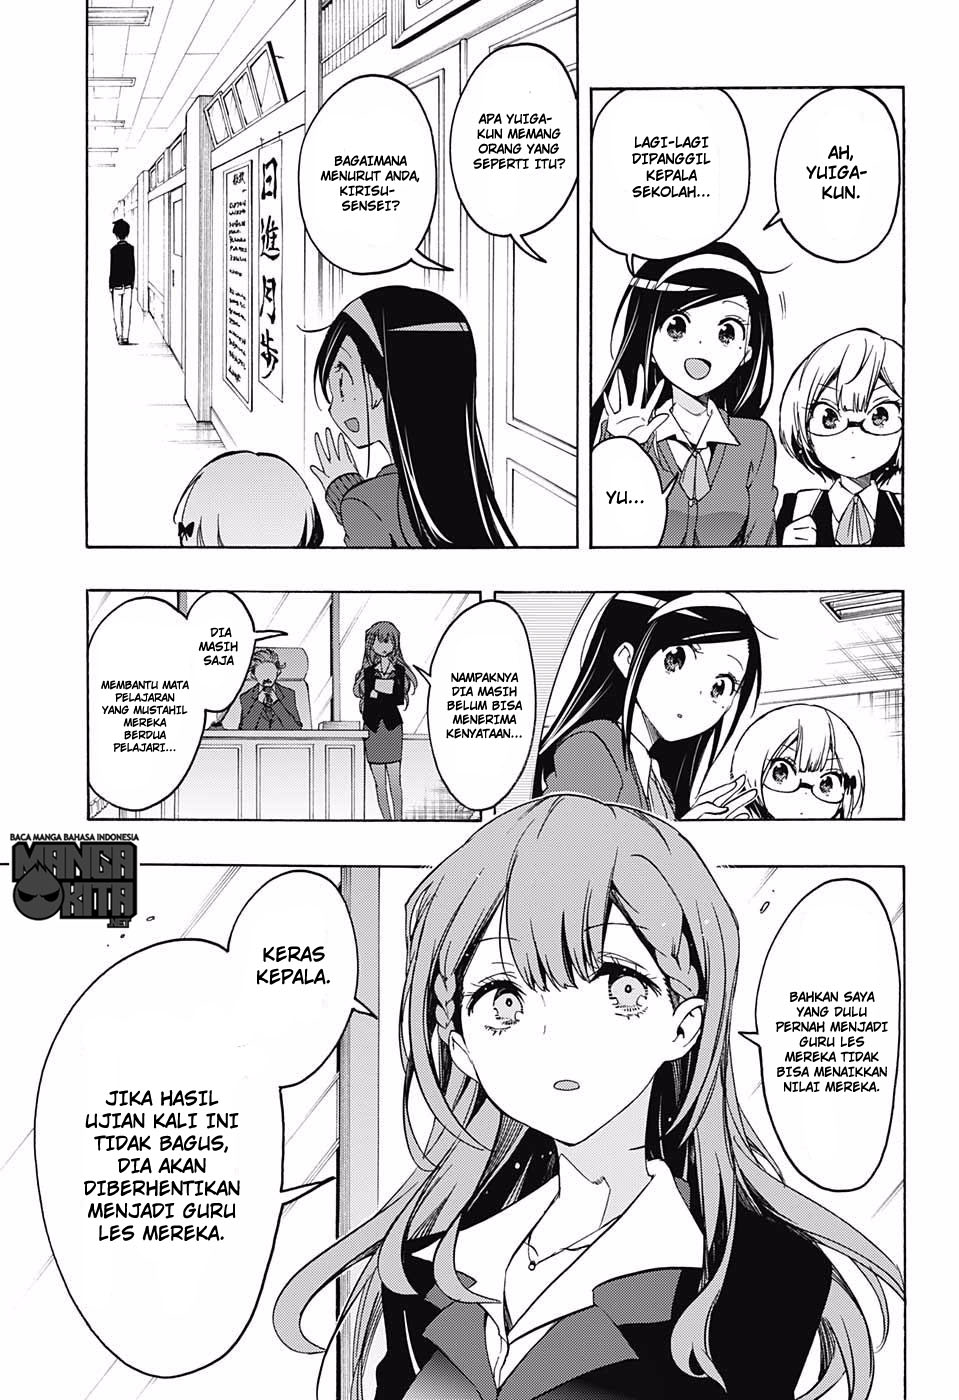 AH,
YUIGA-
KUN.
LAGI-LAGI
DIPANGGIL
KEPALA
SEKOLAH...
YU...
APA YUIGA-
KUN MEMANG
ORANG YANG
SEPERTI ITU?
BAGAIMANA
MENURUT ANDA,
KIRISU-
SENSEI?
日進月歩
NAMPAKNYA
DIA MASIH
BELUM BISA
MENERIMA
KENYATAAN...
DIA
MASIH
SAJA
MEMBANTU MATA
PELAJARAN
YANG MUSTAHIL
MEREKA
BERDUA
PELAJARI...
BACA MANGA BAHASA INDONESIA
MANGA
KITA
.NET
BAHKAN SAYA
YANG DULU
PERNAH MENJADI
GURU LES
MEREKA TIDAK
BISA MENAIKKAN
NILAI MEREKA.
KERAS
KEPALA.
JIKA HASIL
UJIAN KALI INI
TIDAK BAGUS,
DIA AKAN
DIBERHENTIKAN
MENJADI GURU
LES MEREKA.